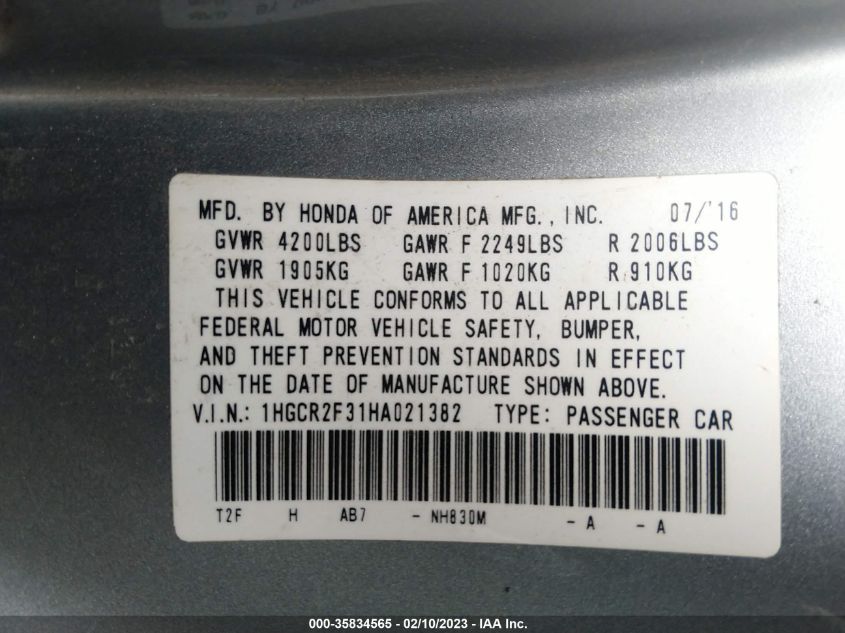 MFD. BY HONDA OF AMERICA MFG., INC. 07/'16
GVWR 4200LBS GAWR F 2249LBS R 2006LBS
GVWR 1905KG GAWR F 1020KG R 910KG
THIS VEHICLE CONFORMS TO ALL APPLICABLE
FEDERAL MOTOR VEHICLE SAFETY, BUMPER,
AND THEFT PREVENTION STANDARDS IN EFFECT
ON THE DATE OF MANUFACTURE SHOWN ABOVE.
V.I.N.: 1HGCR2F31HA021382 TYPE: PASSENGER CAR
T2F H AB7 - NH830M - A - A
000-35834565 - 02/10/2023 - IAA Inc.